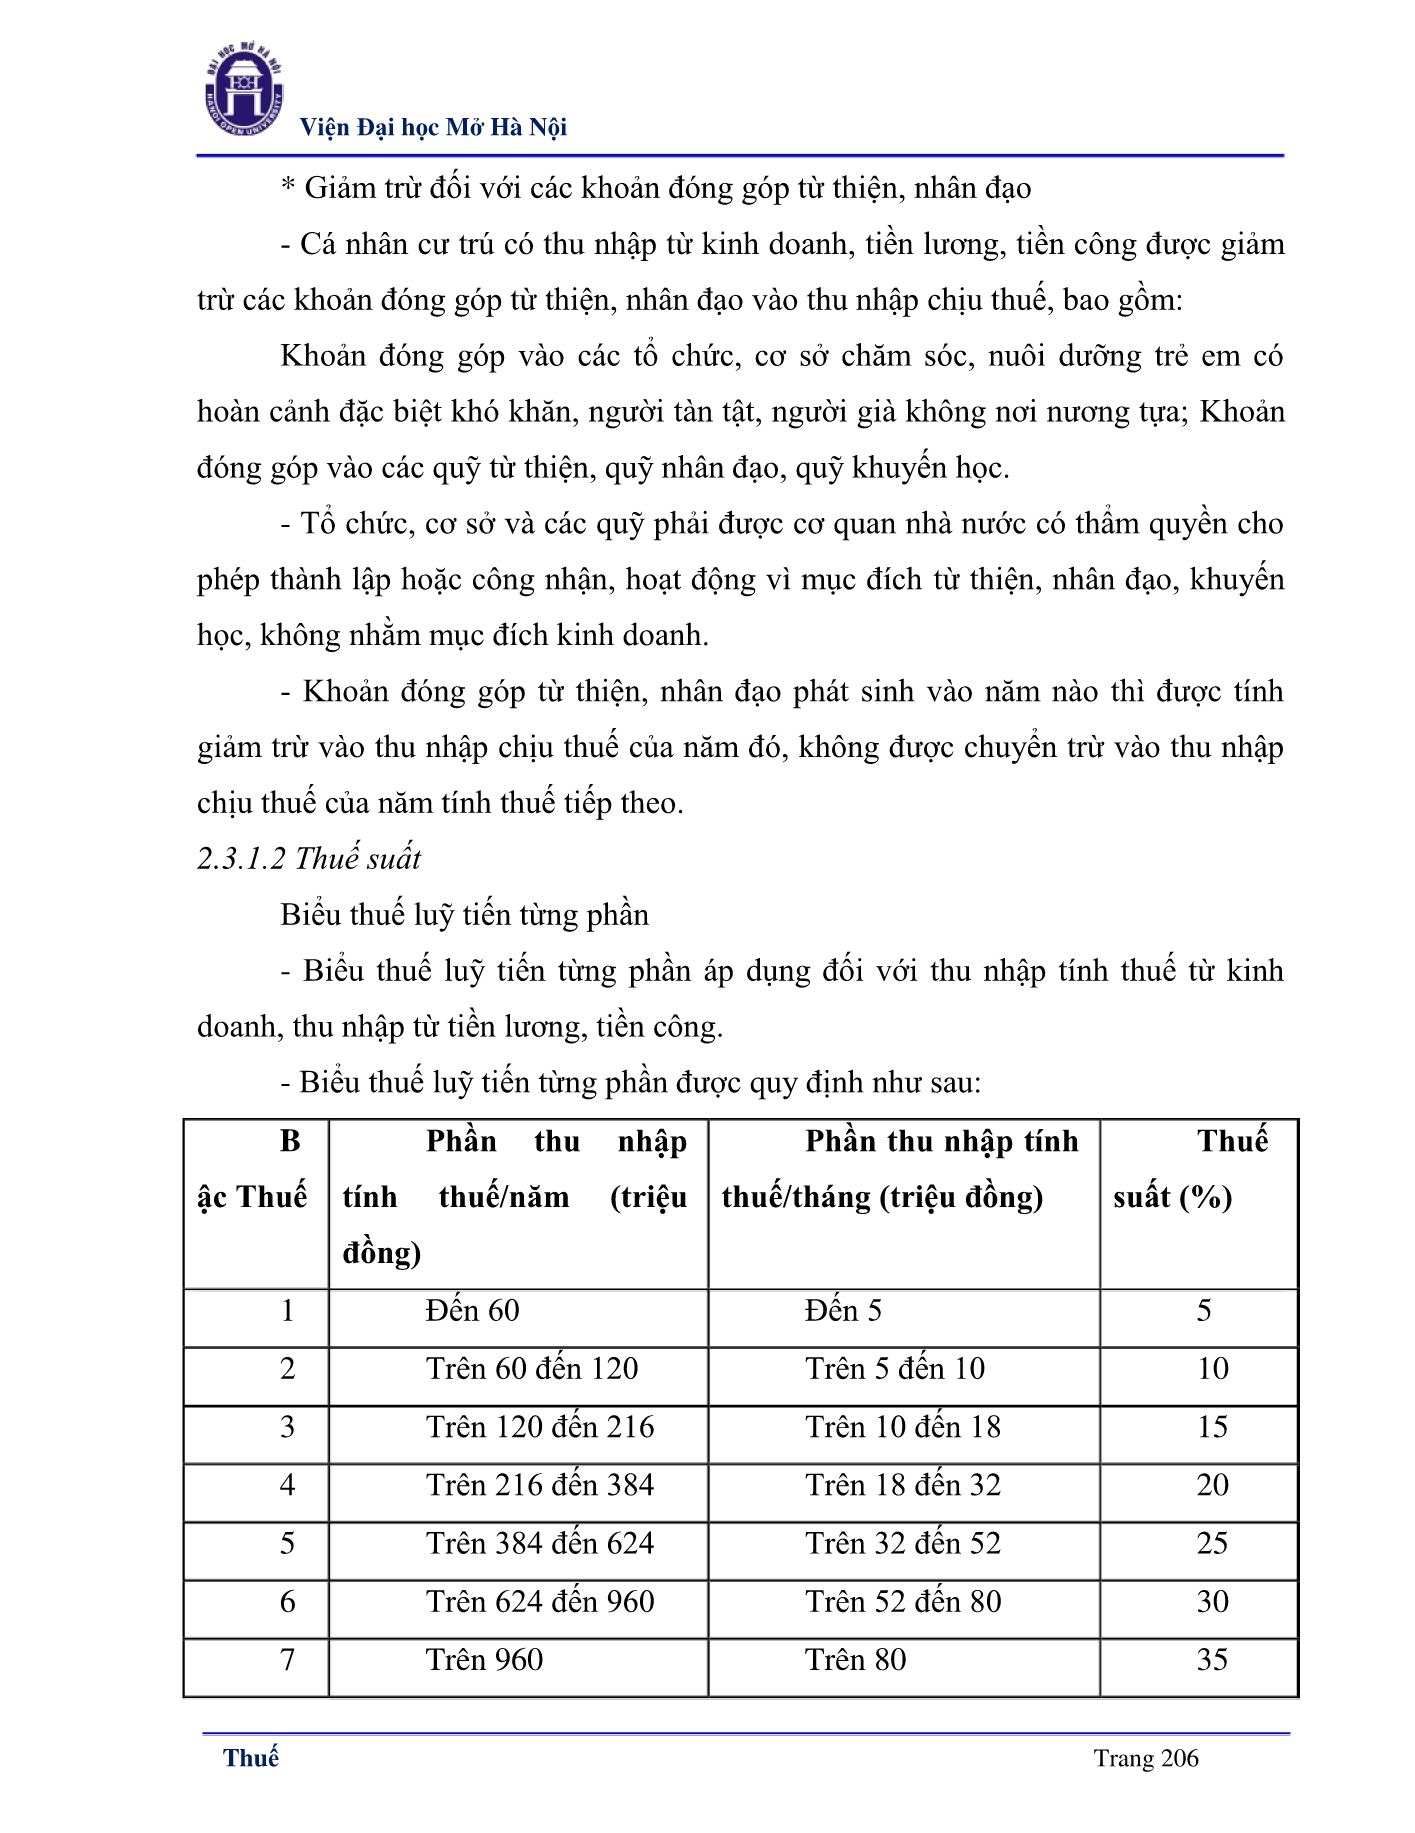 ĐẠI HỌC MỞ HÀ NỘI
HANOI OPEN UNIVERSITY
Viện Đại học Mở Hà Nội
* Giảm trừ đối với các khoản đóng góp từ thiện, nhân đạo
- Cá nhân cư trú có thu nhập từ kinh doanh, tiền lương, tiền công được giảm
trừ các khoản đóng góp từ thiện, nhân đạo vào thu nhập chịu thuế, bao gồm:
Khoản đóng góp vào các tổ chức, cơ sở chăm sóc, nuôi dưỡng trẻ em có
hoàn cảnh đặc biệt khó khăn, người tàn tật, người già không nơi nương tựa; Khoản
đóng góp vào các quỹ từ thiện, quỹ nhân đạo, quỹ khuyến học.
- Tổ chức, cơ sở và các quỹ phải được cơ quan nhà nước có thẩm quyền cho
phép thành lập hoặc công nhận, hoạt động vì mục đích từ thiện, nhân đạo, khuyến
học, không nhằm mục đích kinh doanh.
- Khoản đóng góp từ thiện, nhân đạo phát sinh vào năm nào thì được tính
giảm trừ vào thu nhập chịu thuế của năm đó, không được chuyển trừ vào thu nhập
chịu thuế của năm tính thuế tiếp theo.
2.3.1.2 Thuế suất
Biểu thuế luỹ tiến từng phần
- Biểu thuế luỹ tiến từng phần áp dụng đối với thu nhập tính thuế từ kinh
doanh, thu nhập từ tiền lương, tiền công.
- Biểu thuế luỹ tiến từng phần được quy định như sau:
B Phần thu nhập Phần thu nhập tính Thuế
ậc Thuế tính thuế/năm (triệu thuế/tháng (triệu đồng) suất (%)
đồng)
1 Đến 60 Đến 5 5
2 Trên 60 đến 120 Trên 5 đến 10 10
3 Trên 120 đến 216 Trên 10 đến 18 15
4 Trên 216 đến 384 Trên 18 đến 32 20
5 Trên 384 đến 624 Trên 32 đến 52 25
6 Trên 624 đến 960 Trên 52 đến 80 30
7 Trên 960 Trên 80 35
Thuế Trang 206